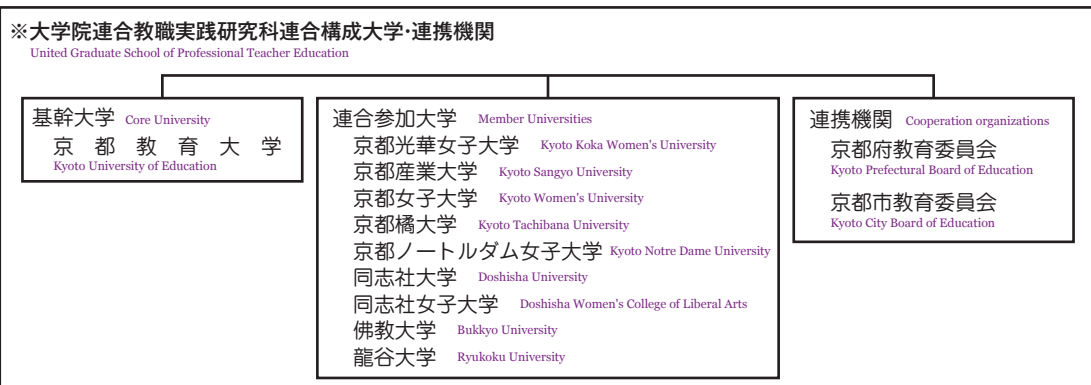 ※大学院連合教職実践研究科連合構成大学･連携機関
United Graduate School of Professional Teacher Education
基幹大学 Core University
京都教育大学
Kyoto University of Education
連合参加大学 Member Universities
京都光華女子大学 Kyoto Koka Women's University
京都産業大学 Kyoto Sangyo University
京都女子大学 Kyoto Women's University
京都橘大学 Kyoto Tachibana University
京都ノートルダム女子大学 Kyoto Notre Dame University
同志社大学 Doshisha University
同志社女子大学 Doshisha Women's College of Liberal Arts
佛教大学 Bukkyo University
龍谷大学 Ryukoku University
連携機関 Cooperation organizations
京都府教育委員会
Kyoto Prefectural Board of Education
京都市教育委員会
Kyoto City Board of Education